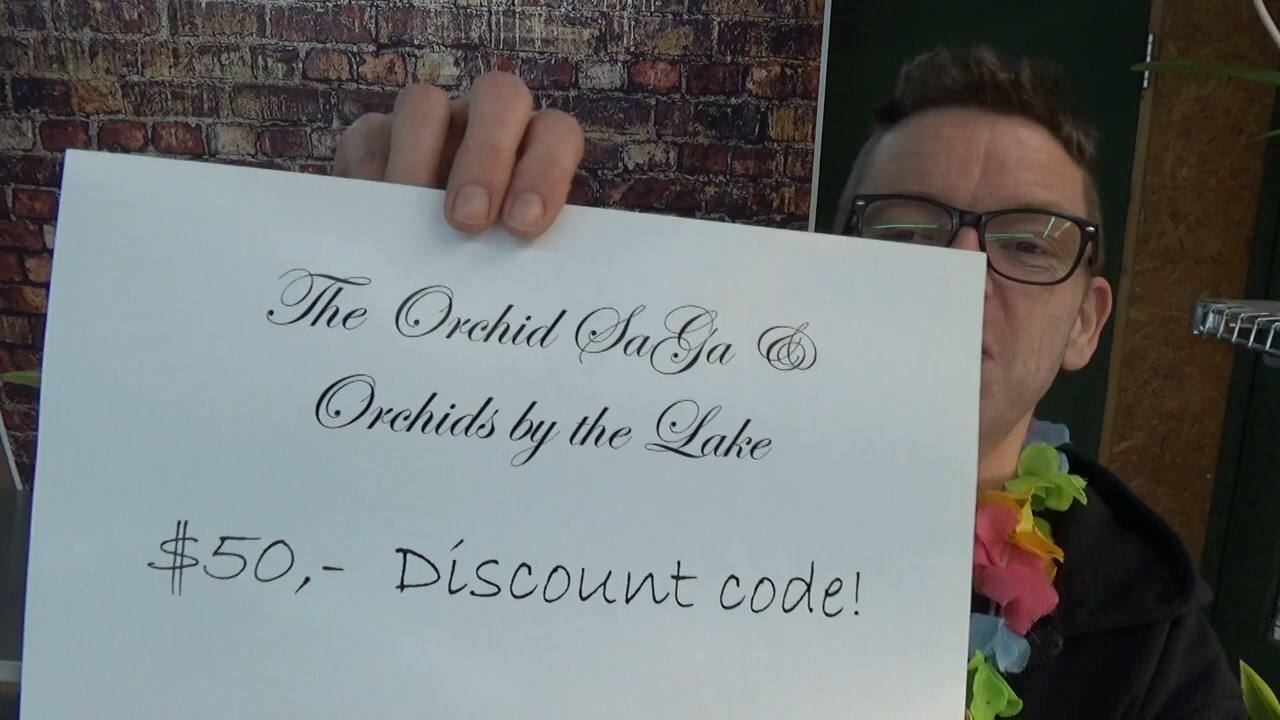 The Orchid SaGa &
Orchids by the Lake
$50,- Discount code!